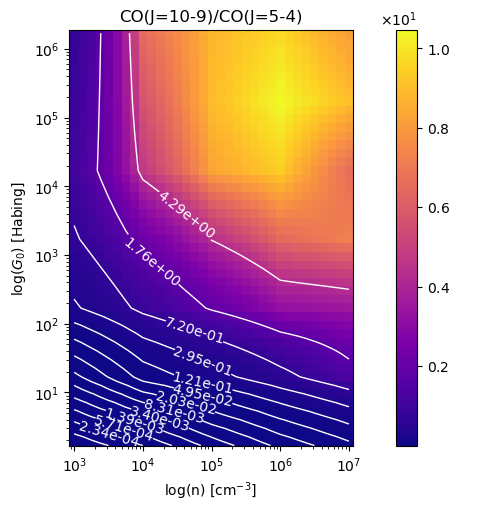 CO(J=10-9)/CO(J=5-4)
×10¹
10⁶
10⁵
10⁴
10³
10²
10¹
log(G₀) [Habing]
4.29e+00
1.76e+00
7.20e-01
2.95e-01
1.21e-01
4.95e-02
2.03e-02
8.31e-03
3.40e-03
1.39e-03
5.71e-04
2.34e-04
10³ 10⁴ 10⁵ 10⁶ 10⁷
log(n) [cm⁻³]
1.0
0.8
0.6
0.4
0.2